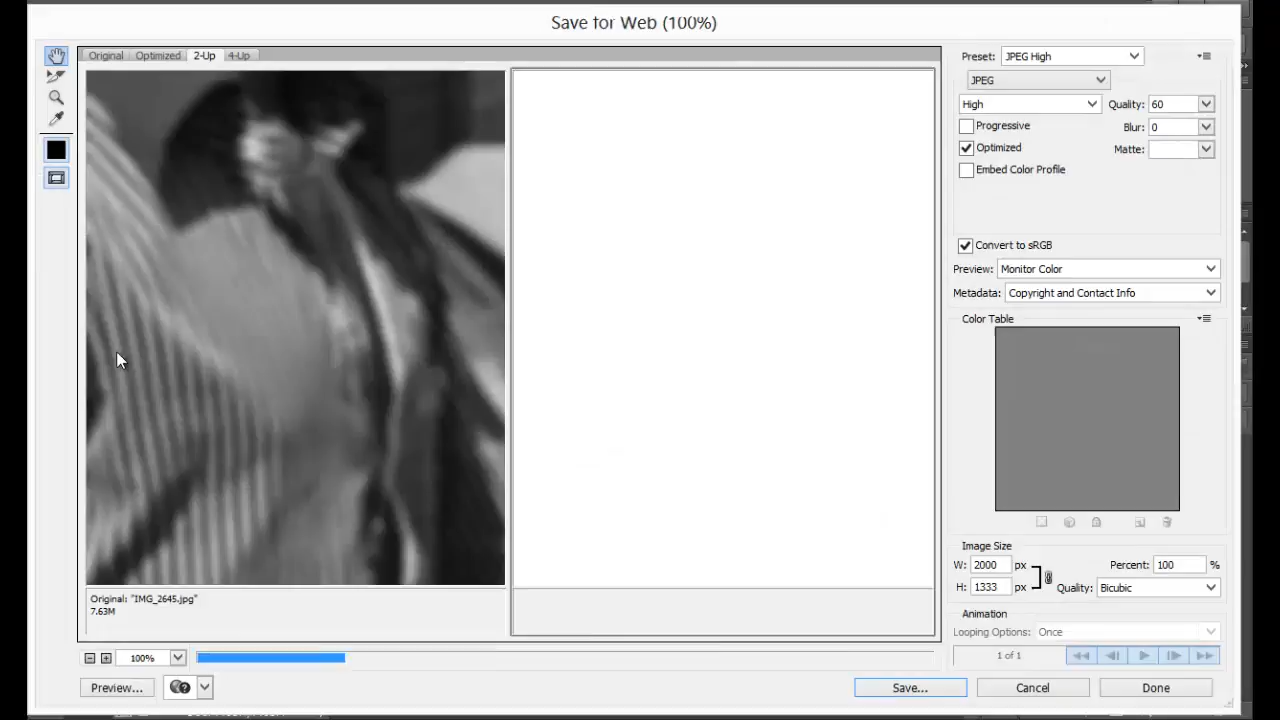 Save for Web (100%)
Original Optimized 2-Up 4-Up
Preset: JPEG High
JPEG
High Quality: 60
Progressive Blur: 0
Optimized Matte:
Embed Color Profile
Convert to sRGB
Preview: Monitor Color
Metadata: Copyright and Contact Info
Color Table
Image Size
W: 2000 px Percent: 100 %
H: 1333 px Quality: Bicubic
Animation
Looping Options: Once
1 of 1
Original: "IMG_2645.jpg"
7.63M
100%
Preview... Save... Cancel Done